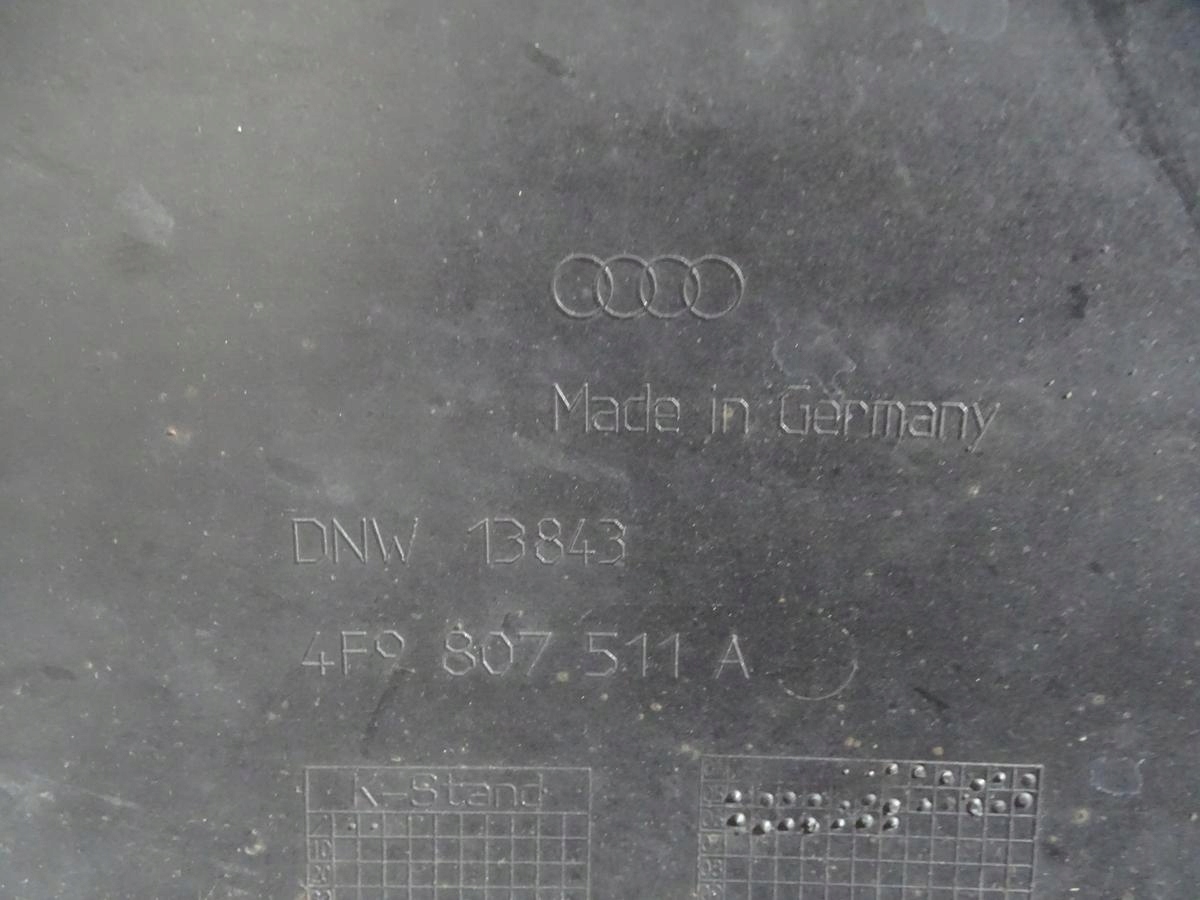 Made in Germany
DNW 13843
4F9 807 511 A
K-Stand